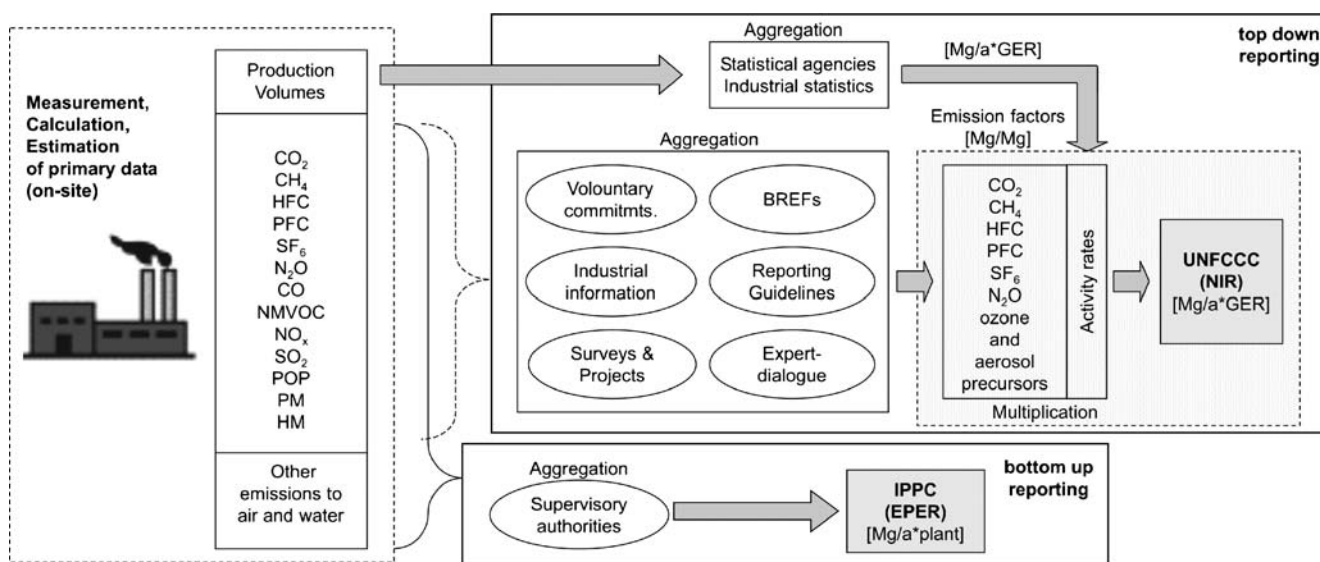 Measurement,
Calculation,
Estimation
of primary data
(on-site)
Production
Volumes
CO₂
CH₄
HFC
PFC
SF₆
N₂O
CO
NMVOC
NOₓ
SO₂
POP
PM
HM
Other
emissions to
air and water
top down
reporting
Aggregation
Statistical agencies
Industrial statistics
[Mg/a*GER]
Aggregation
Voluntary
commitmts.
BREFs
Industrial
information
Reporting
Guidelines
Surveys &
Projects
Expert-
dialogue
Emission factors
[Mg/Mg]
CO₂
CH₄
HFC
PFC
SF₆
N₂O
ozone
and
aerosol
precursors
Activity rates
Multiplication
UNFCCC
(NIR)
[Mg/a*GER]
bottom up
reporting
Aggregation
Supervisory
authorities
IPPC
(EPER)
[Mg/a*plant]